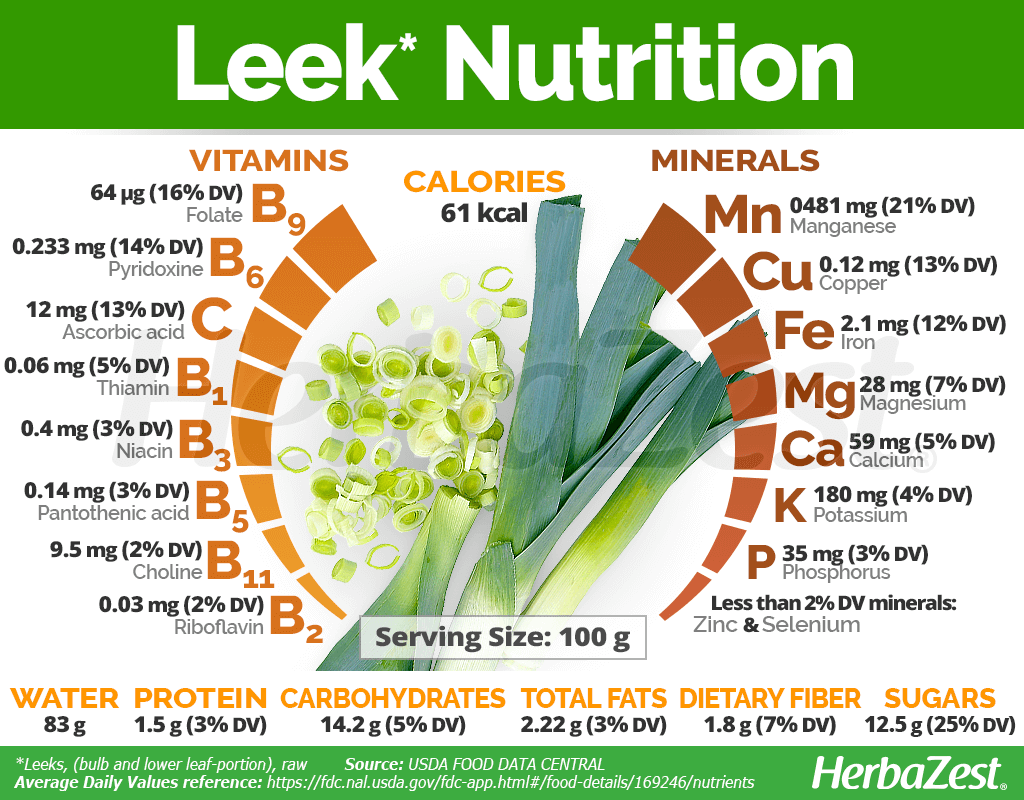 Leek* Nutrition
VITAMINS
64 µg (16% DV)
Folate
B9
0.233 mg (14% DV)
Pyridoxine
B6
12 mg (13% DV)
Ascorbic acid
C
0.06 mg (5% DV)
Thiamin
B1
0.4 mg (3% DV)
Niacin
B3
0.14 mg (3% DV)
Pantothenic acid
B5
9.5 mg (2% DV)
Choline
B11
0.03 mg (2% DV)
Riboflavin
B2
CALORIES
61 kcal
MINERALS
Mn
0481 mg (21% DV)
Manganese
Cu
0.12 mg (13% DV)
Copper
Fe
2.1 mg (12% DV)
Iron
Mg
28 mg (7% DV)
Magnesium
Ca
59 mg (5% DV)
Calcium
K
180 mg (4% DV)
Potassium
P
35 mg (3% DV)
Phosphorus
Less than 2% DV minerals:
Zinc & Selenium
HerbaZest®
Serving Size: 100 g
WATER
83 g
PROTEIN
1.5 g (3% DV)
CARBOHYDRATES
14.2 g (5% DV)
TOTAL FATS
2.22 g (3% DV)
DIETARY FIBER
1.8 g (7% DV)
SUGARS
12.5 g (25% DV)
*Leeks, (bulb and lower leaf-portion), raw Source: USDA FOOD DATA CENTRAL
Average Daily Values reference: https://fdc.nal.usda.gov/fdc-app.html#/food-details/169246/nutrients
HerbaZest®